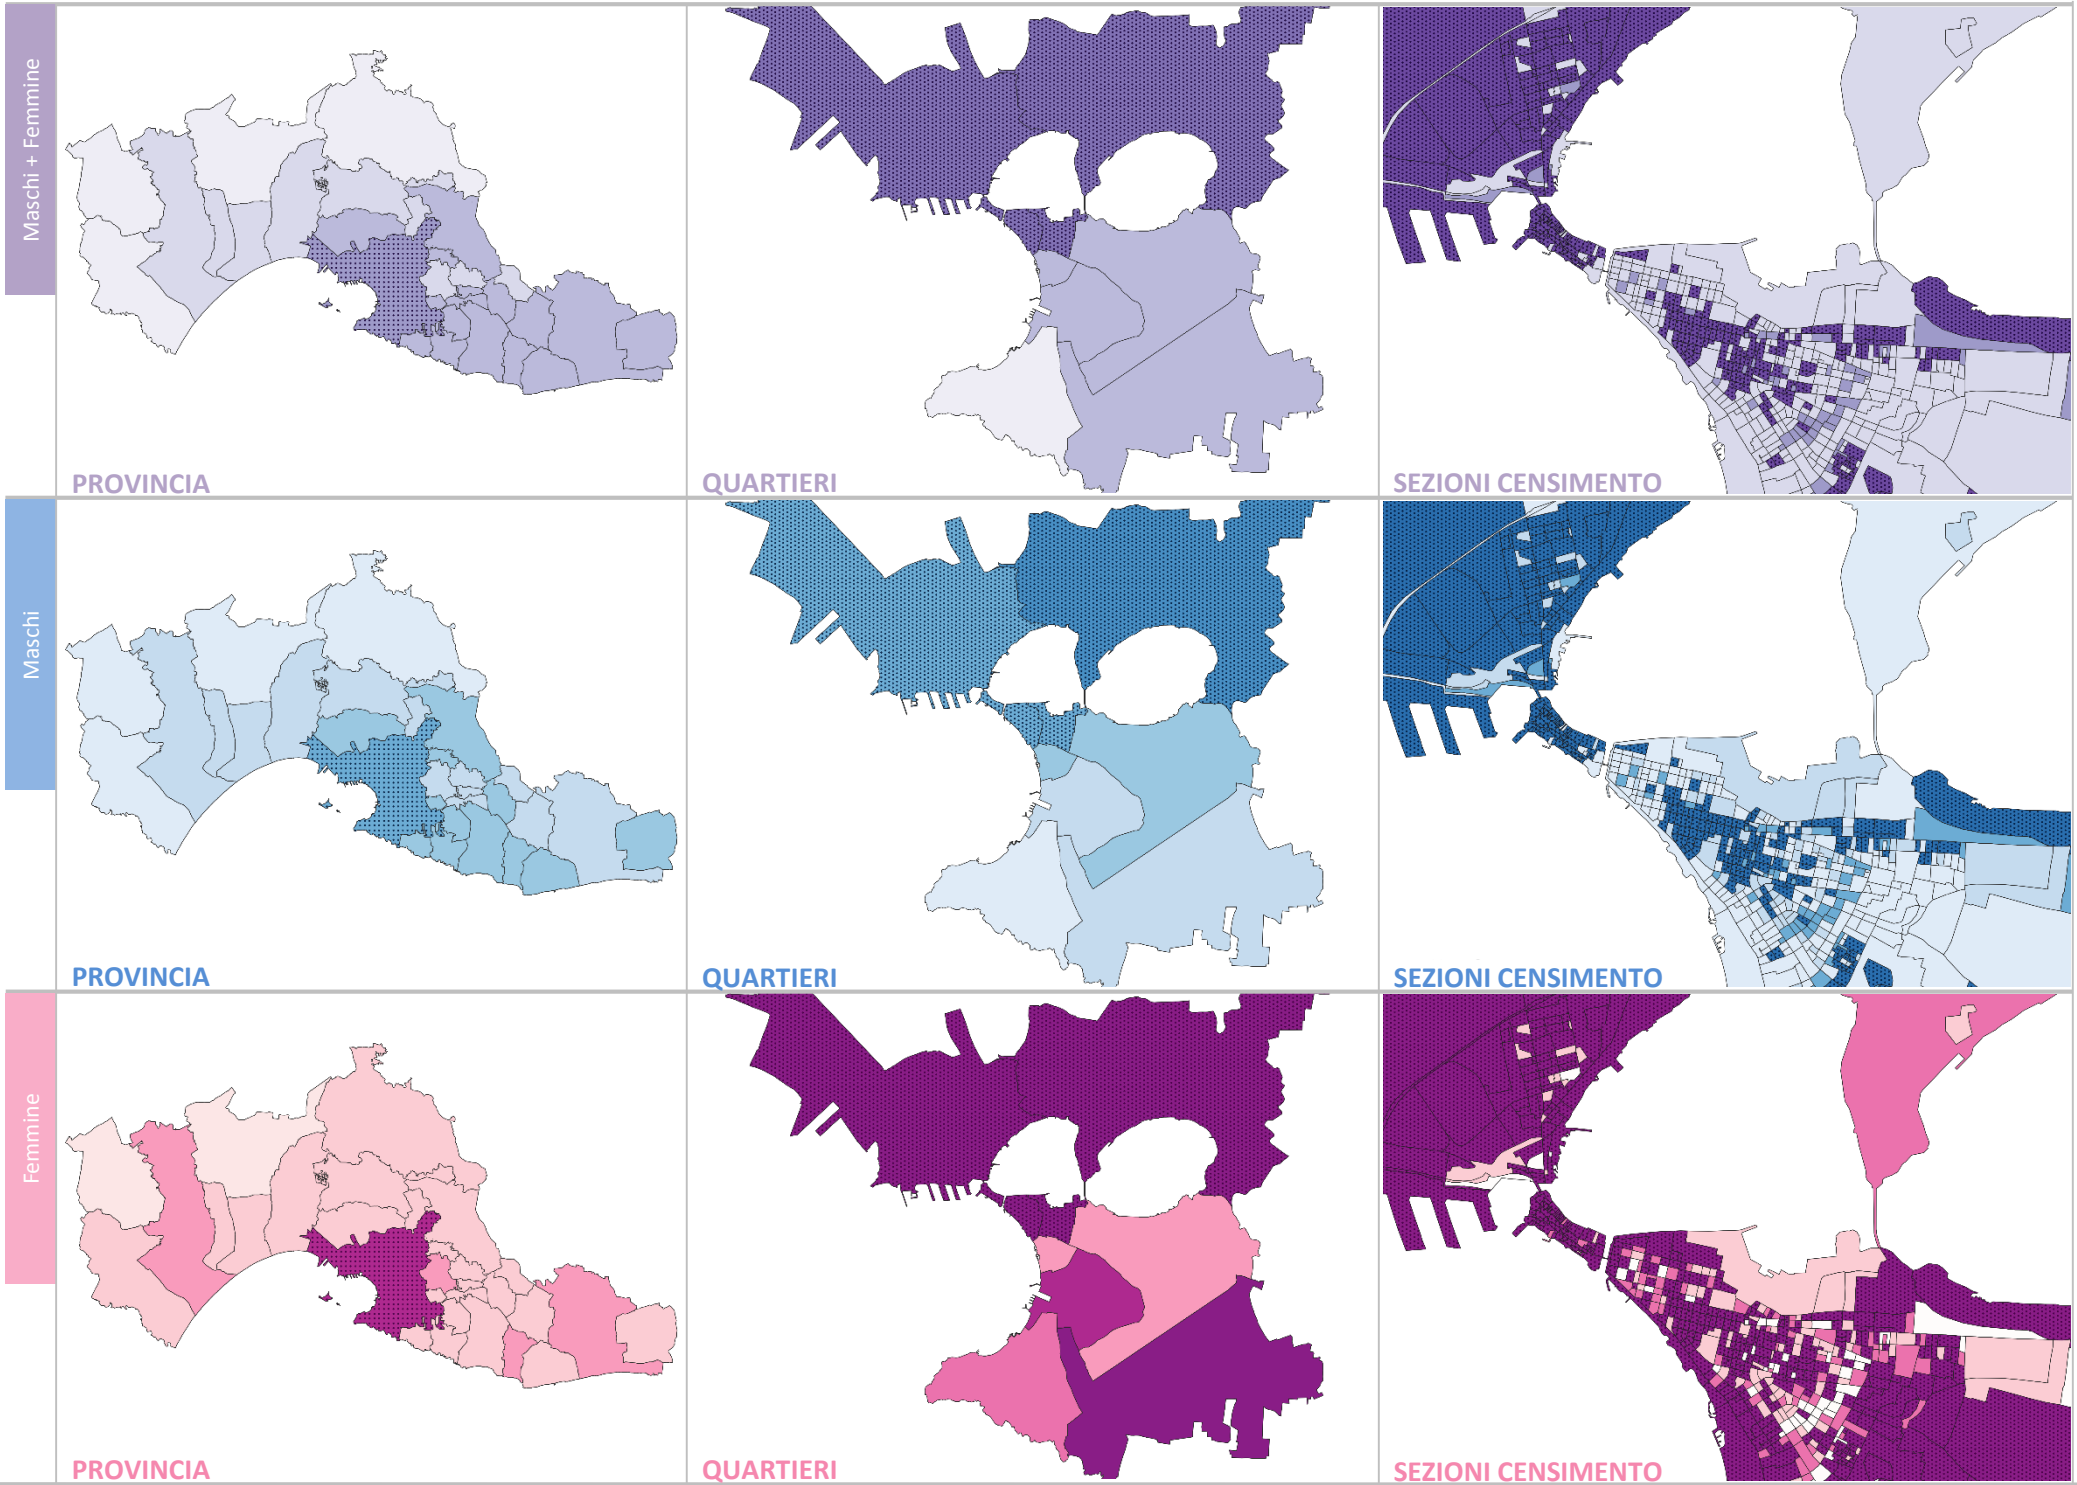 Maschi + Femmine
PROVINCIA
QUARTIERI
SEZIONI CENSIMENTO
Maschi
PROVINCIA
QUARTIERI
SEZIONI CENSIMENTO
Femmine
PROVINCIA
QUARTIERI
SEZIONI CENSIMENTO